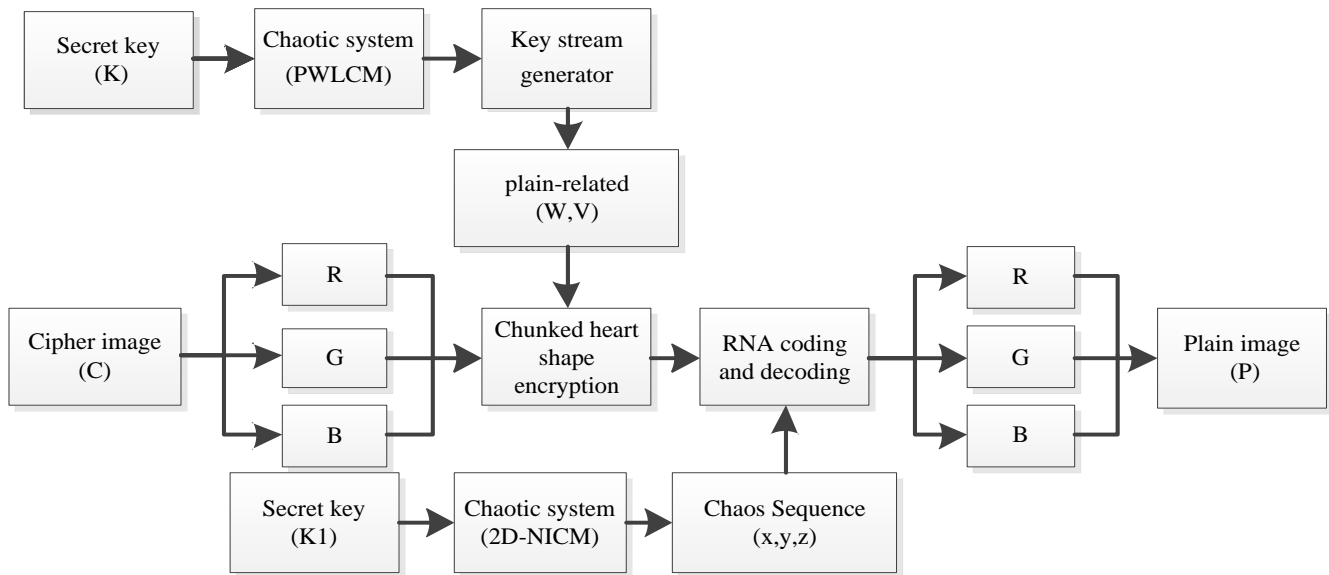 Secret key
(K)
Chaotic system
(PWLCM)
Key stream
generator
plain-related
(W,V)
R
G
B
Cipher image
(C)
Chunked heart
shape
encryption
RNA coding
and decoding
R
G
B
Plain image
(P)
Secret key
(K1)
Chaotic system
(2D-NICM)
Chaos Sequence
(x,y,z)